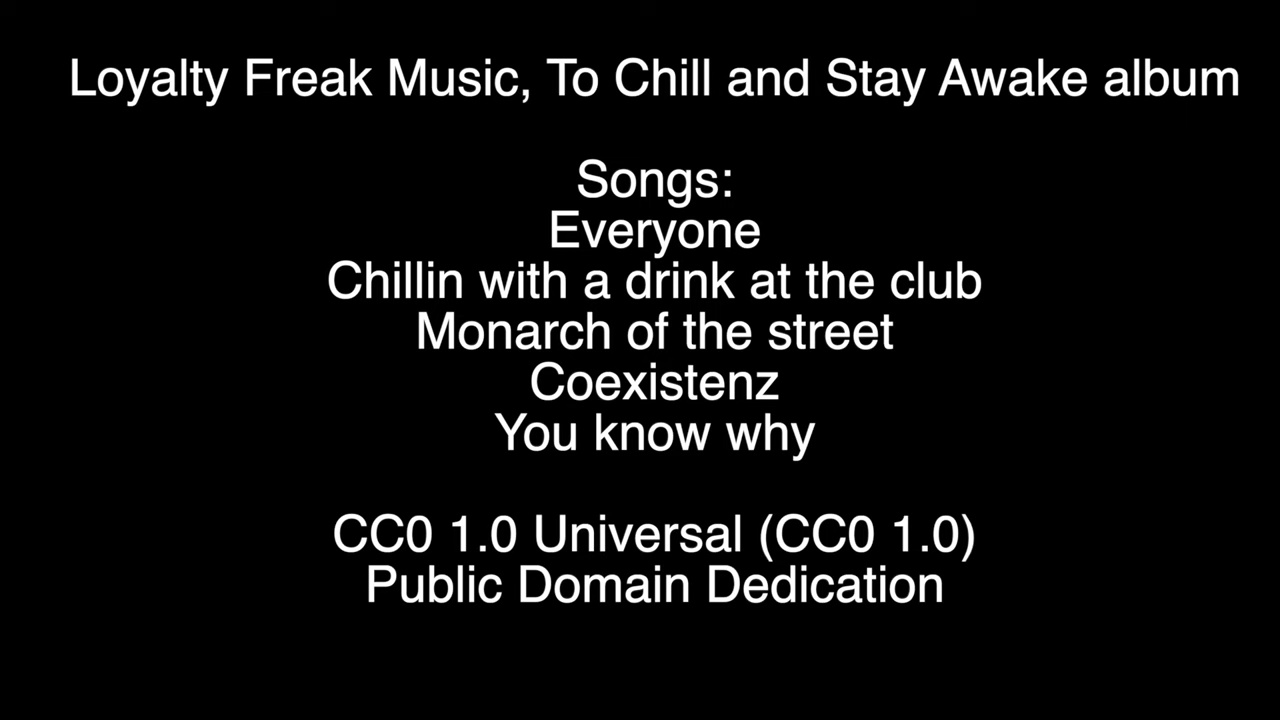 Loyalty Freak Music, To Chill and Stay Awake album
Songs:
Everyone
Chillin with a drink at the club
Monarch of the street
Coexistenz
You know why
CC0 1.0 Universal (CC0 1.0)
Public Domain Dedication